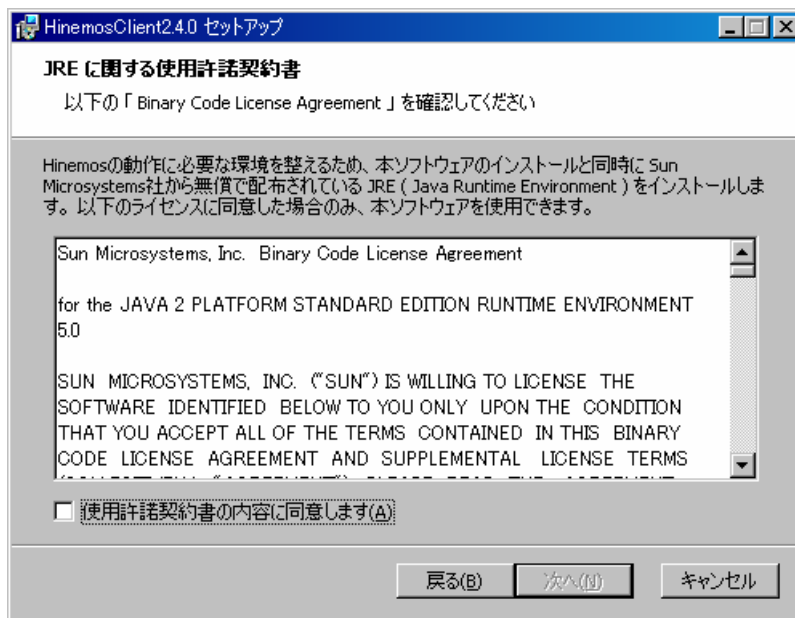 HinemosClient2.4.0 セットアップ
JRE に関する使用許諾契約書
以下の「 Binary Code License Agreement 」を確認してください
Hinemosの動作に必要な環境を整えるため、本ソフトウェアのインストールと同時に Sun
Microsystems社から無償で配布されている JRE ( Java Runtime Environment ) をインストールしま
す。以下のライセンスに同意した場合のみ、本ソフトウェアを使用できます。
Sun Microsystems, Inc. Binary Code License Agreement
for the JAVA 2 PLATFORM STANDARD EDITION RUNTIME ENVIRONMENT
5.0
SUN MICROSYSTEMS, INC. ("SUN") IS WILLING TO LICENSE THE
SOFTWARE IDENTIFIED BELOW TO YOU ONLY UPON THE CONDITION
THAT YOU ACCEPT ALL OF THE TERMS CONTAINED IN THIS BINARY
CODE LICENSE AGREEMENT AND SUPPLEMENTAL LICENSE TERMS
使用許諾契約書の内容に同意します(A)
戻る(B) 次へ(N) キャンセル